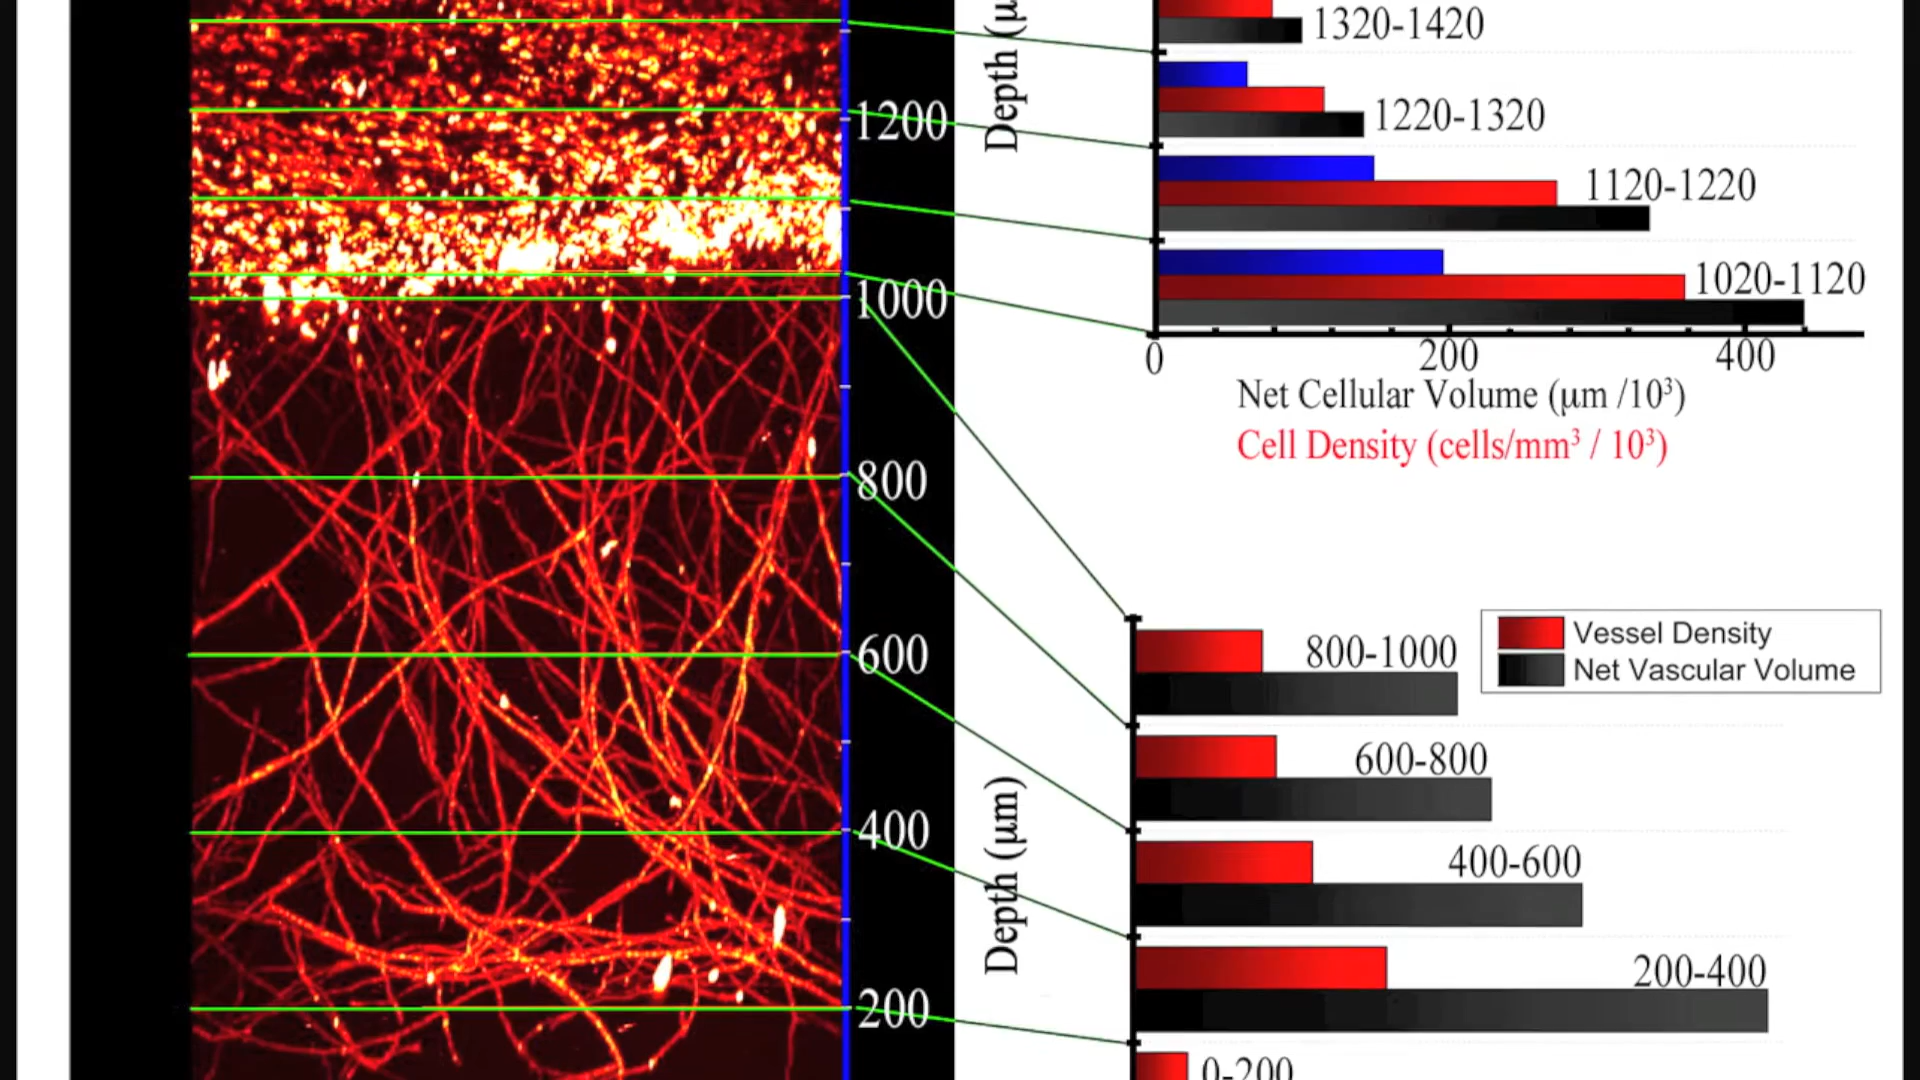 1320-1420
1220-1320
1200
1120-1220
1020-1120
1000
0 200 400
Net Cellular Volume (μm /10³)
Cell Density (cells/mm³ / 10³)
800
600
400
200
Depth (μm)
Vessel Density
Net Vascular Volume
800-1000
600-800
400-600
200-400
0-200